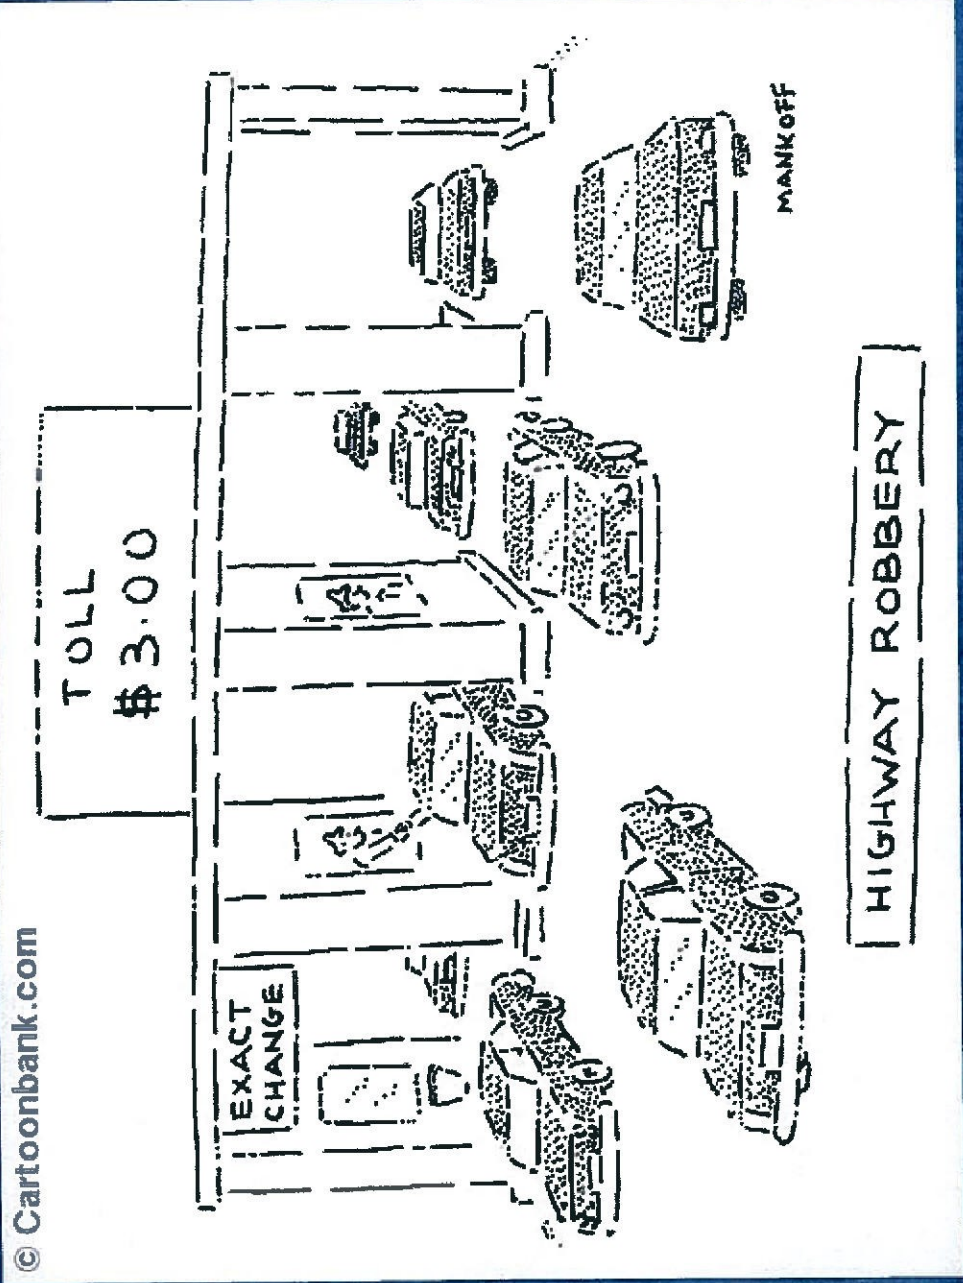 © Cartoonbank.com
TOLL
$3.00
EXACT
CHANGE
MANKOFF
HIGHWAY ROBBERY